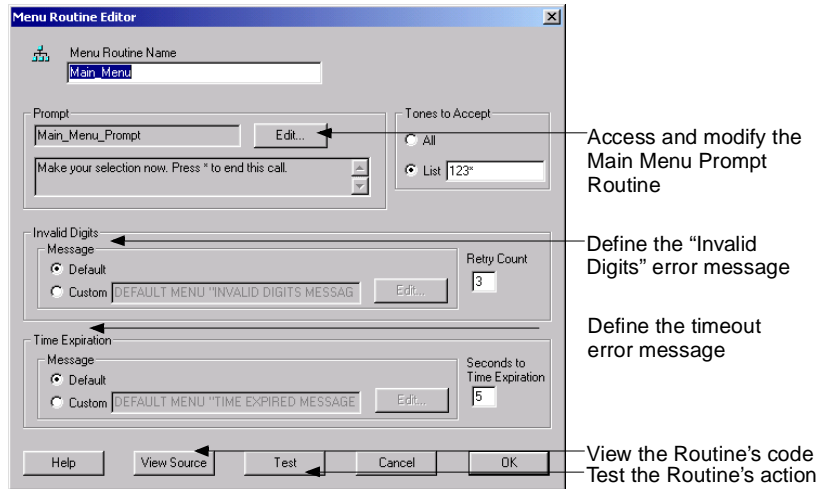 Menu Routine Editor
Menu Routine Name
Main_Menu
Prompt
Main_Menu_Prompt
Edit...
Make your selection now. Press * to end this call.
Tones to Accept
All
List 123*
Access and modify the
Main Menu Prompt
Routine
Invalid Digits
Message
Default
Custom DEFAULT MENU "INVALID DIGITS MESSAG
Edit...
Retry Count
3
Define the “Invalid
Digits” error message
Define the timeout
error message
Time Expiration
Message
Default
Custom DEFAULT MENU "TIME EXPIRED MESSAGE
Edit...
Seconds to
Time Expiration
5
Help
View Source
Test
Cancel
OK
View the Routine’s code
Test the Routine’s action